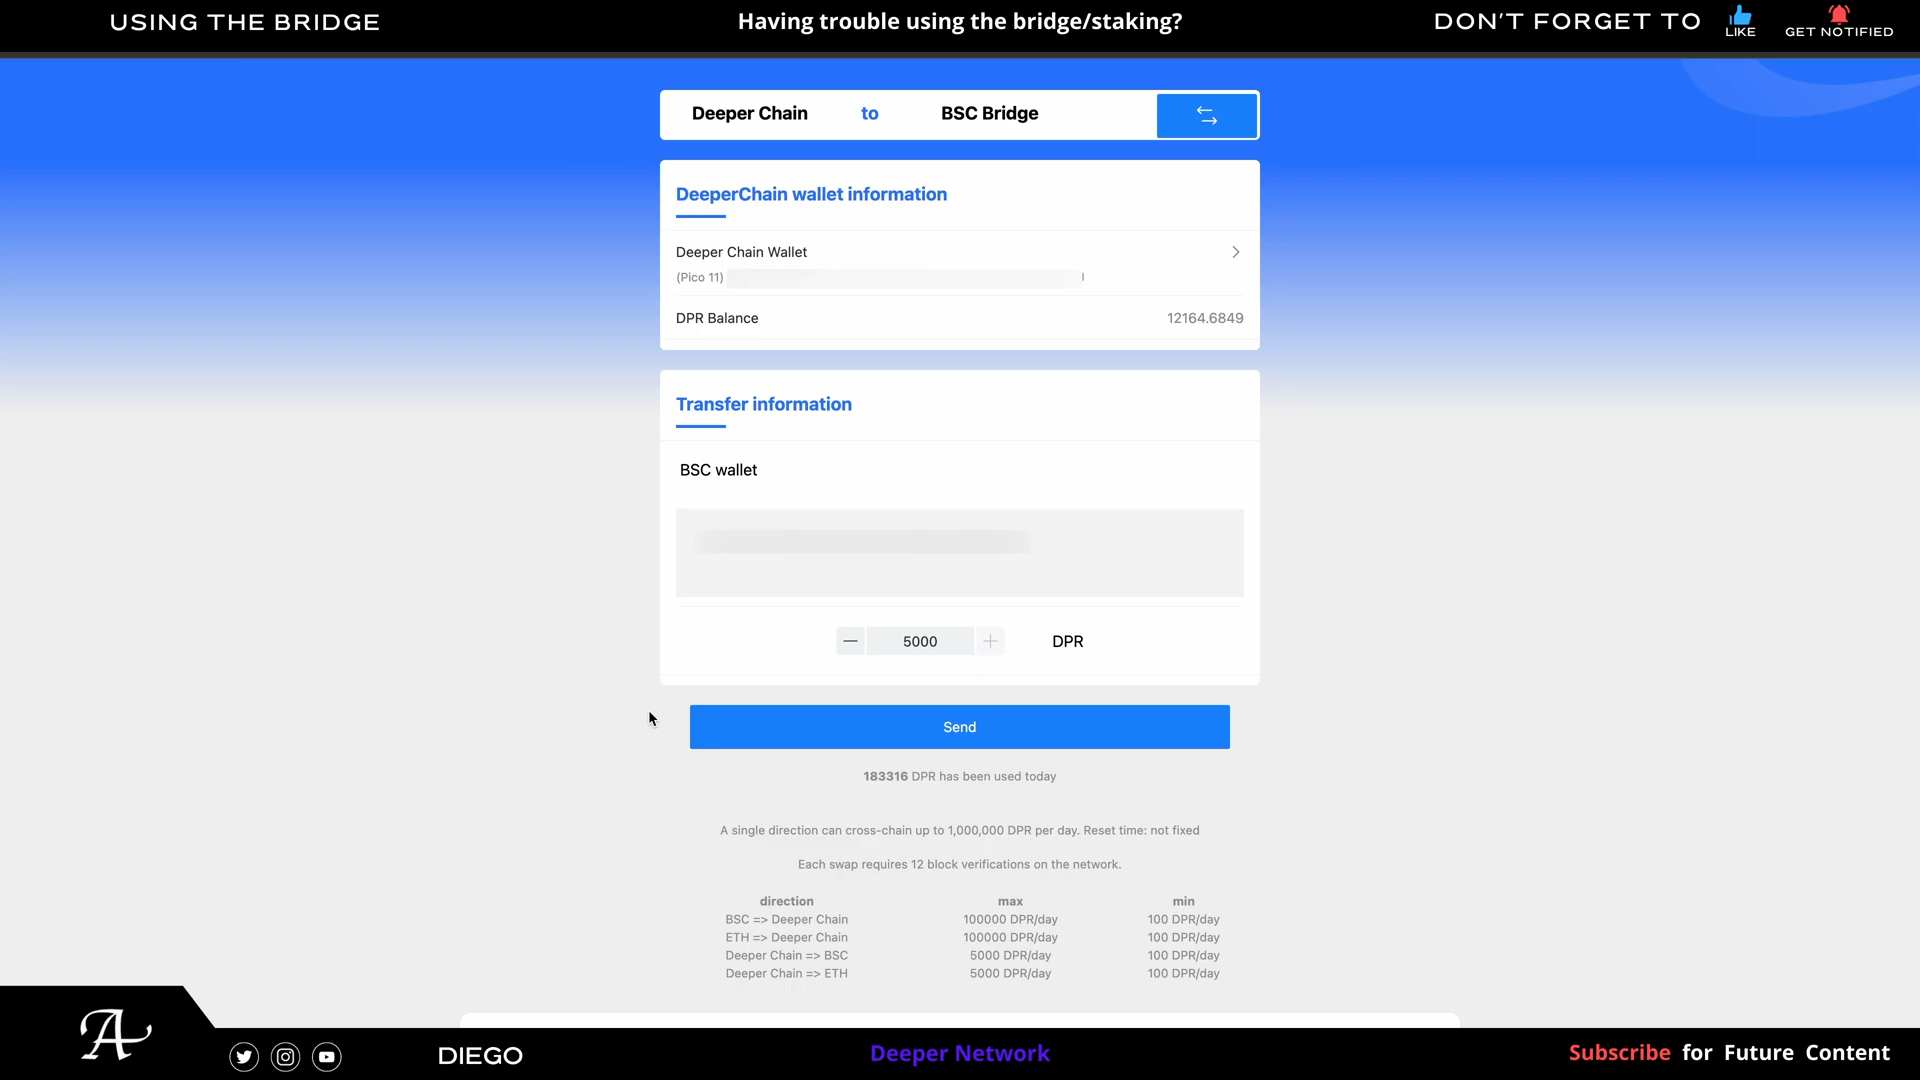 USING THE BRIDGE
Having trouble using the bridge/staking?
DON'T FORGET TO
LIKE
GET NOTIFIED
Deeper Chain to BSC Bridge
DeeperChain wallet information
Deeper Chain Wallet
(Pico 11)
DPR Balance 12164.6849
Transfer information
BSC wallet
5000 DPR
Send
183316 DPR has been used today
A single direction can cross-chain up to 1,000,000 DPR per day. Reset time: not fixed
Each swap requires 12 block verifications on the network.
direction max min
BSC => Deeper Chain 100000 DPR/day 100 DPR/day
ETH => Deeper Chain 100000 DPR/day 100 DPR/day
Deeper Chain => BSC 5000 DPR/day 100 DPR/day
Deeper Chain => ETH 5000 DPR/day 100 DPR/day
A
DIEGO
Deeper Network
Subscribe for Future Content